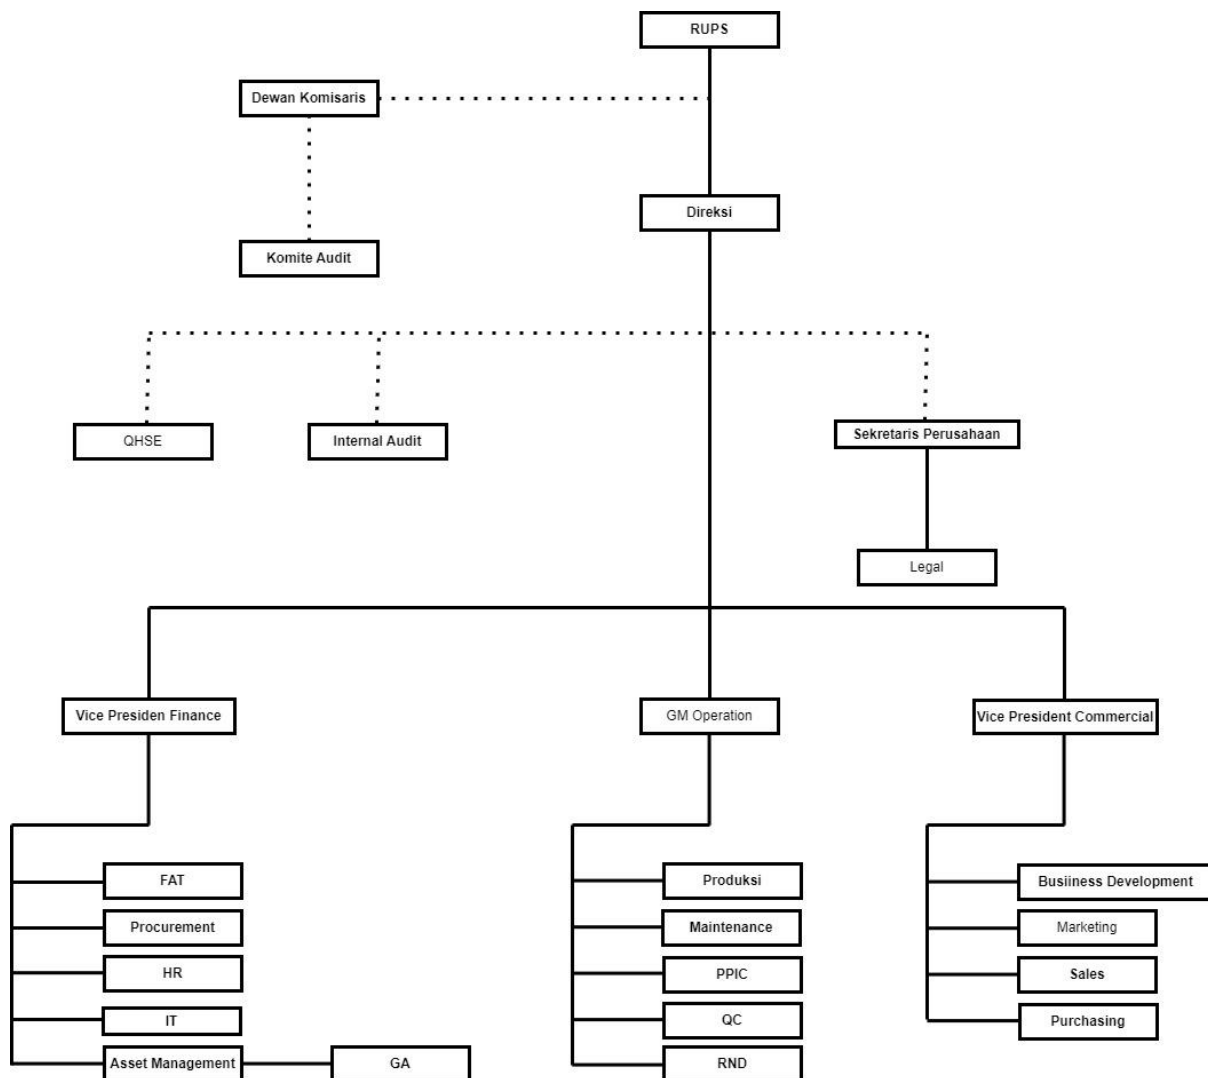 RUPS
Dewan Komisaris
Direksi
Komite Audit
QHSE
Internal Audit
Sekretaris Perusahaan
Legal
Vice Presiden Finance
GM Operation
Vice President Commercial
FAT
Procurement
HR
IT
Asset Management
GA
Produksi
Maintenance
PPIC
QC
RND
Busiiness Development
Marketing
Sales
Purchasing